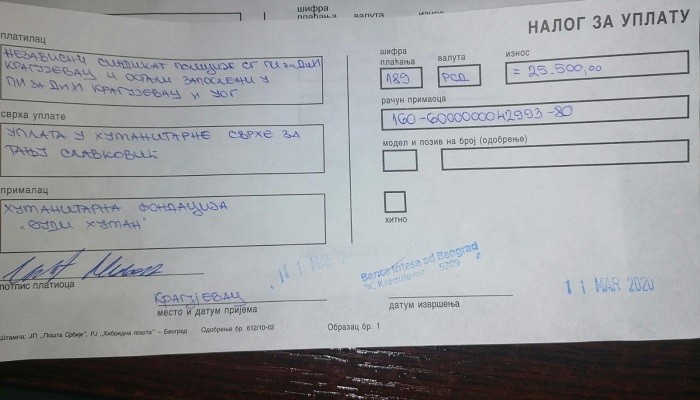 шифра
плаћања
валута
износ
НАЛОГ ЗА УПЛАТУ
платилац
НЕЗАВИСНИ СИНДИКАТ ПОЛИЦИЈЕ СГ ПИ ЗА ДИИ
КРАГУЈЕВАЦ И ОСТАЛИ ЗАПОСЛЕНИ У
ПИ ЗА ДИИ КРАГУЈЕВАЦ И УОГ
сврха уплате
УПЛАТА У ХУМАНИТАРНЕ СВРХЕ ЗА
ТАЊУ СЛАВКОВИЋ
прималац
ХУМАНИТАРНА ФОНДАЦИЈА
"БУДИ ХУМАН"
потпис платиоца
КРАГУЈЕВАЦ
место и датум пријема
шифра
плаћања
валута
износ
189
РСД
= 25.500,00
рачун примаоца
160-6000000042993-80
модел и позив на број (одобрење)
хитно
11 MAR
Banca Intesa ad Beograd
5209
11 MAR 2020
датум извршења
Штампа: ЈП „Пошта Србије", РЈ „Хибридна пошта" – Београд Одобрење бр. 612/10-02
Образац бр. 1